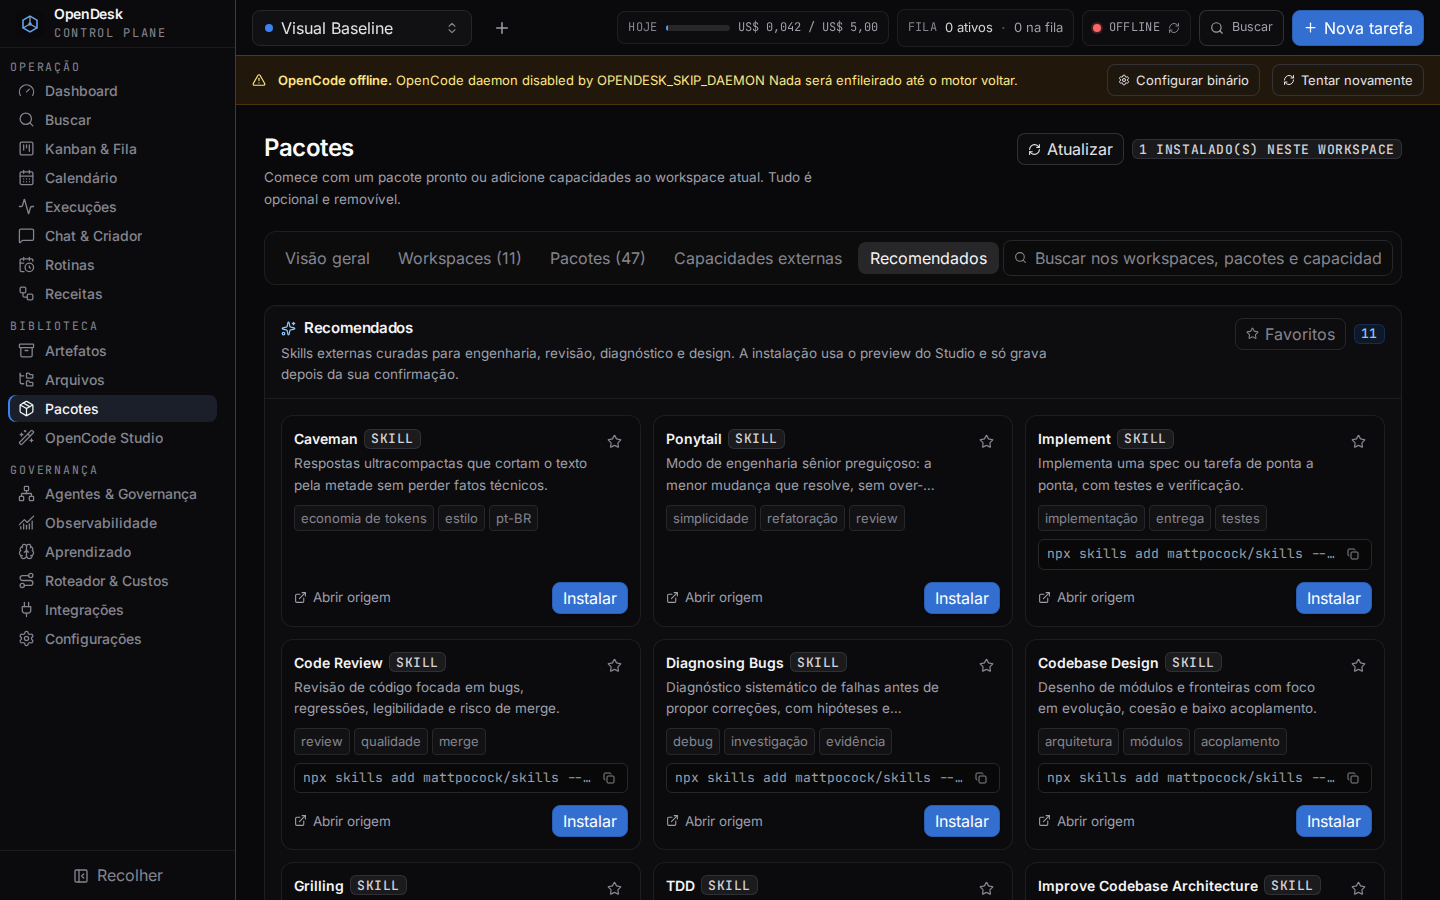 OpenDesk
CONTROL PLANE
Visual Baseline
HOJE US$ 0,042 / US$ 5,00
FILA 0 ativos · 0 na fila
OFFLINE
Buscar
Nova tarefa
OpenCode offline. OpenCode daemon disabled by OPENDESK_SKIP_DAEMON Nada será enfileirado até o motor voltar.
Configurar binário
Tentar novamente
OPERAÇÃO
Dashboard
Buscar
Kanban & Fila
Calendário
Execuções
Chat & Criador
Rotinas
Receitas
BIBLIOTECA
Artefatos
Arquivos
Pacotes
OpenCode Studio
GOVERNANÇA
Agentes & Governança
Observabilidade
Aprendizado
Roteador & Custos
Integrações
Configurações
Recolher
Pacotes
Comece com um pacote pronto ou adicione capacidades ao workspace atual. Tudo é
opcional e removível.
Atualizar
1 INSTALADO(S) NESTE WORKSPACE
Visão geral
Workspaces (11)
Pacotes (47)
Capacidades externas
Recomendados
Buscar nos workspaces, pacotes e capacidad
Recomendados
Skills externas curadas para engenharia, revisão, diagnóstico e design. A instalação usa o preview do Studio e só grava
depois da sua confirmação.
Favoritos
11
Caveman SKILL
Respostas ultracompactas que cortam o texto
pela metade sem perder fatos técnicos.
economia de tokens estilo pt-BR
Abrir origem
Instalar
Ponytail SKILL
Modo de engenharia sênior preguiçoso: a
menor mudança que resolve, sem over-...
simplicidade refatoração review
Abrir origem
Instalar
Implement SKILL
Implementa uma spec ou tarefa de ponta a
ponta, com testes e verificação.
implementação entrega testes
npx skills add mattpocock/skills --…
Abrir origem
Instalar
Code Review SKILL
Revisão de código focada em bugs,
regressões, legibilidade e risco de merge.
review qualidade merge
npx skills add mattpocock/skills --…
Abrir origem
Instalar
Diagnosing Bugs SKILL
Diagnóstico sistemático de falhas antes de
propor correções, com hipóteses e...
debug investigação evidência
npx skills add mattpocock/skills --…
Abrir origem
Instalar
Codebase Design SKILL
Desenho de módulos e fronteiras com foco
em evolução, coesão e baixo acoplamento.
arquitetura módulos acoplamento
npx skills add mattpocock/skills --…
Abrir origem
Instalar
Grilling SKILL
TDD SKILL
Improve Codebase Architecture SKILL